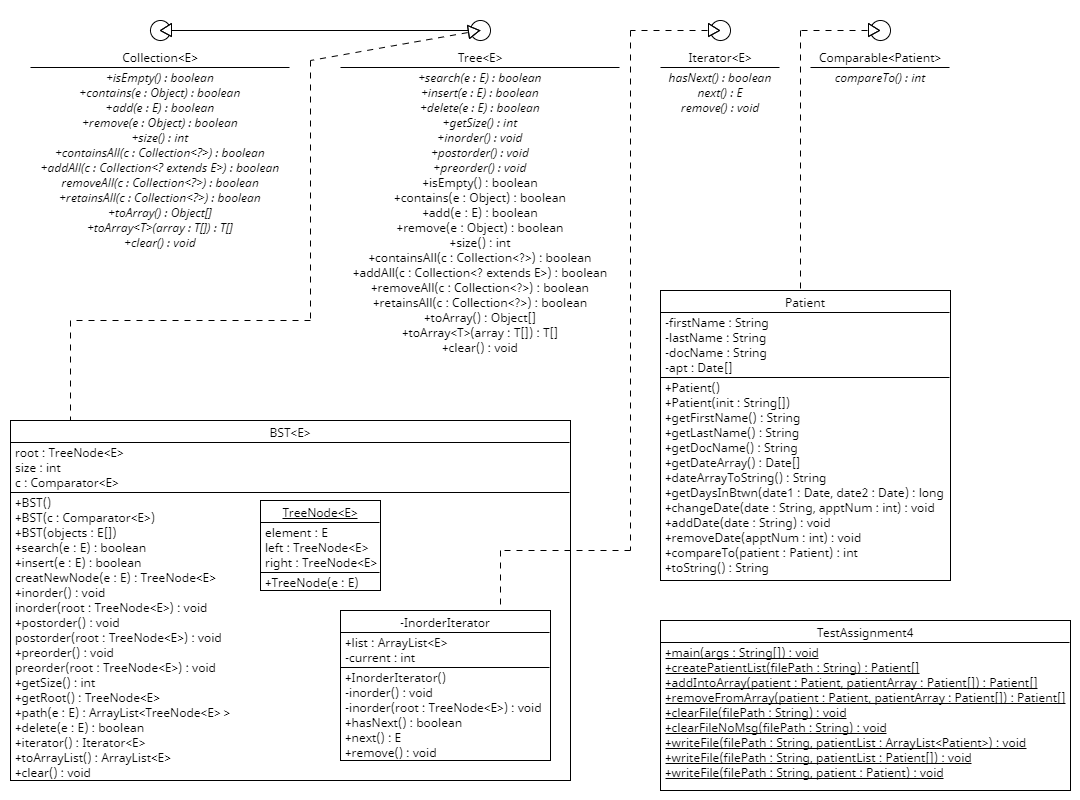 Collection<E>
+isEmpty() : boolean
+contains(e : Object) : boolean
+add(e : E) : boolean
+remove(e : Object) : boolean
+size() : int
+containsAll(c : Collection<?>) : boolean
+addAll(c : Collection<? extends E>) : boolean
removeAll(c : Collection<?>) : boolean
+retainsAll(c : Collection<?>) : boolean
+toArray() : Object[]
+toArray<T>(array : T[]) : T[]
+clear() : void
Tree<E>
+search(e : E) : boolean
+insert(e : E) : boolean
+delete(e : E) : boolean
+getSize() : int
+inorder() : void
+postorder() : void
+preorder() : void
+isEmpty() : boolean
+contains(e : Object) : boolean
+add(e : E) : boolean
+remove(e : Object) : boolean
+size() : int
+containsAll(c : Collection<?>) : boolean
+addAll(c : Collection<? extends E>) : boolean
+removeAll(c : Collection<?>) : boolean
+retainsAll(c : Collection<?>) : boolean
+toArray() : Object[]
+toArray<T>(array : T[]) : T[]
+clear() : void
Iterator<E>
hasNext() : boolean
next() : E
remove() : void
Comparable<Patient>
compareTo() : int
Patient
-firstName : String
-lastName : String
-docName : String
-apt : Date[]
+Patient()
+Patient(init : String[])
+getFirstName() : String
+getLastName() : String
+getDocName() : String
+getDateArray() : Date[]
+dateArrayToString() : String
+getDaysInBtwn(date1 : Date, date2 : Date) : long
+changeDate(date : String, apptNum : int) : void
+addDate(date : String) : void
+removeDate(apptNum : int) : void
+compareTo(patient : Patient) : int
+toString() : String
BST<E>
root : TreeNode<E>
size : int
c : Comparator<E>
+BST()
+BST(c : Comparator<E>)
+BST(objects : E[])
+search(e : E) : boolean
+insert(e : E) : boolean
creatNewNode(e : E) : TreeNode<E>
+inorder() : void
inorder(root : TreeNode<E>) : void
+postorder() : void
postorder(root : TreeNode<E>) : void
+preorder() : void
preorder(root : TreeNode<E>) : void
+getSize() : int
+getRoot() : TreeNode<E>
+path(e : E) : ArrayList<TreeNode<E> >
+delete(e : E) : boolean
+iterator() : Iterator<E>
+toArrayList() : ArrayList<E>
+clear() : void
TreeNode<E>
element : E
left : TreeNode<E>
right : TreeNode<E>
+TreeNode(e : E)
-InorderIterator
+list : ArrayList<E>
-current : int
+InorderIterator()
-inorder() : void
-inorder(root : TreeNode<E>) : void
+hasNext() : boolean
+next() : E
+remove() : void
TestAssignment4
+main(args : String[]) : void
+createPatientList(filePath : String) : Patient[]
+addIntoArray(patient : Patient, patientArray : Patient[]) : Patient[]
+removeFromArray(patient : Patient, patientArray : Patient[]) : Patient[]
+clearFile(filePath : String) : void
+clearFileNoMsg(filePath : String) : void
+writeFile(filePath : String, patientList : ArrayList<Patient>) : void
+writeFile(filePath : String, patientList : Patient[]) : void
+writeFile(filePath : String, patient : Patient) : void